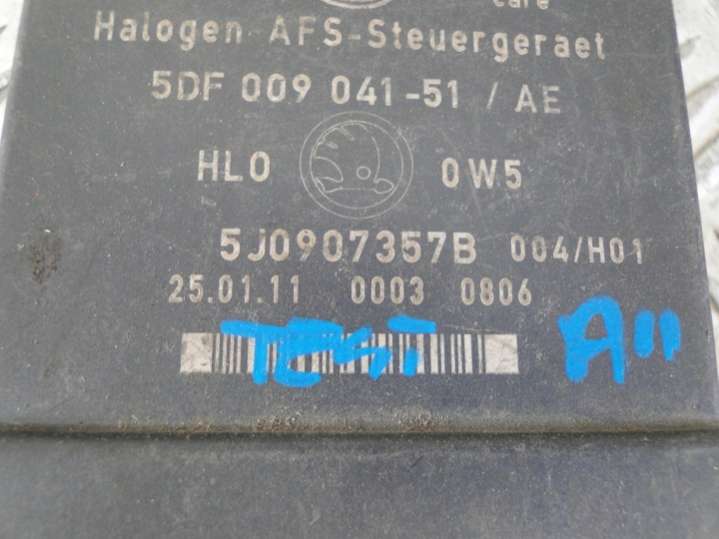 care
Halogen-AFS-Steuergeraet
5DF 009 041-51 / AE
HLO 0W5
5J0907357B 004/H01
25.01.11 0003 0806
TEST A11